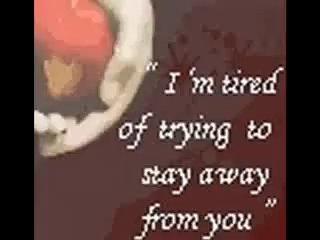 " I 'm tired
of trying to
stay away
from you "